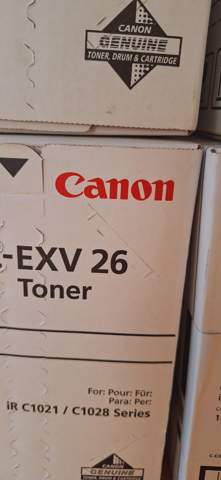 CANON
GENUINE
TONER, DRUM & CARTRIDGE
Canon
-EXV 26
Toner
For: Pour: Für:
Para: Per:
iR C1021 / C1028 Series
CANON
GENUINE